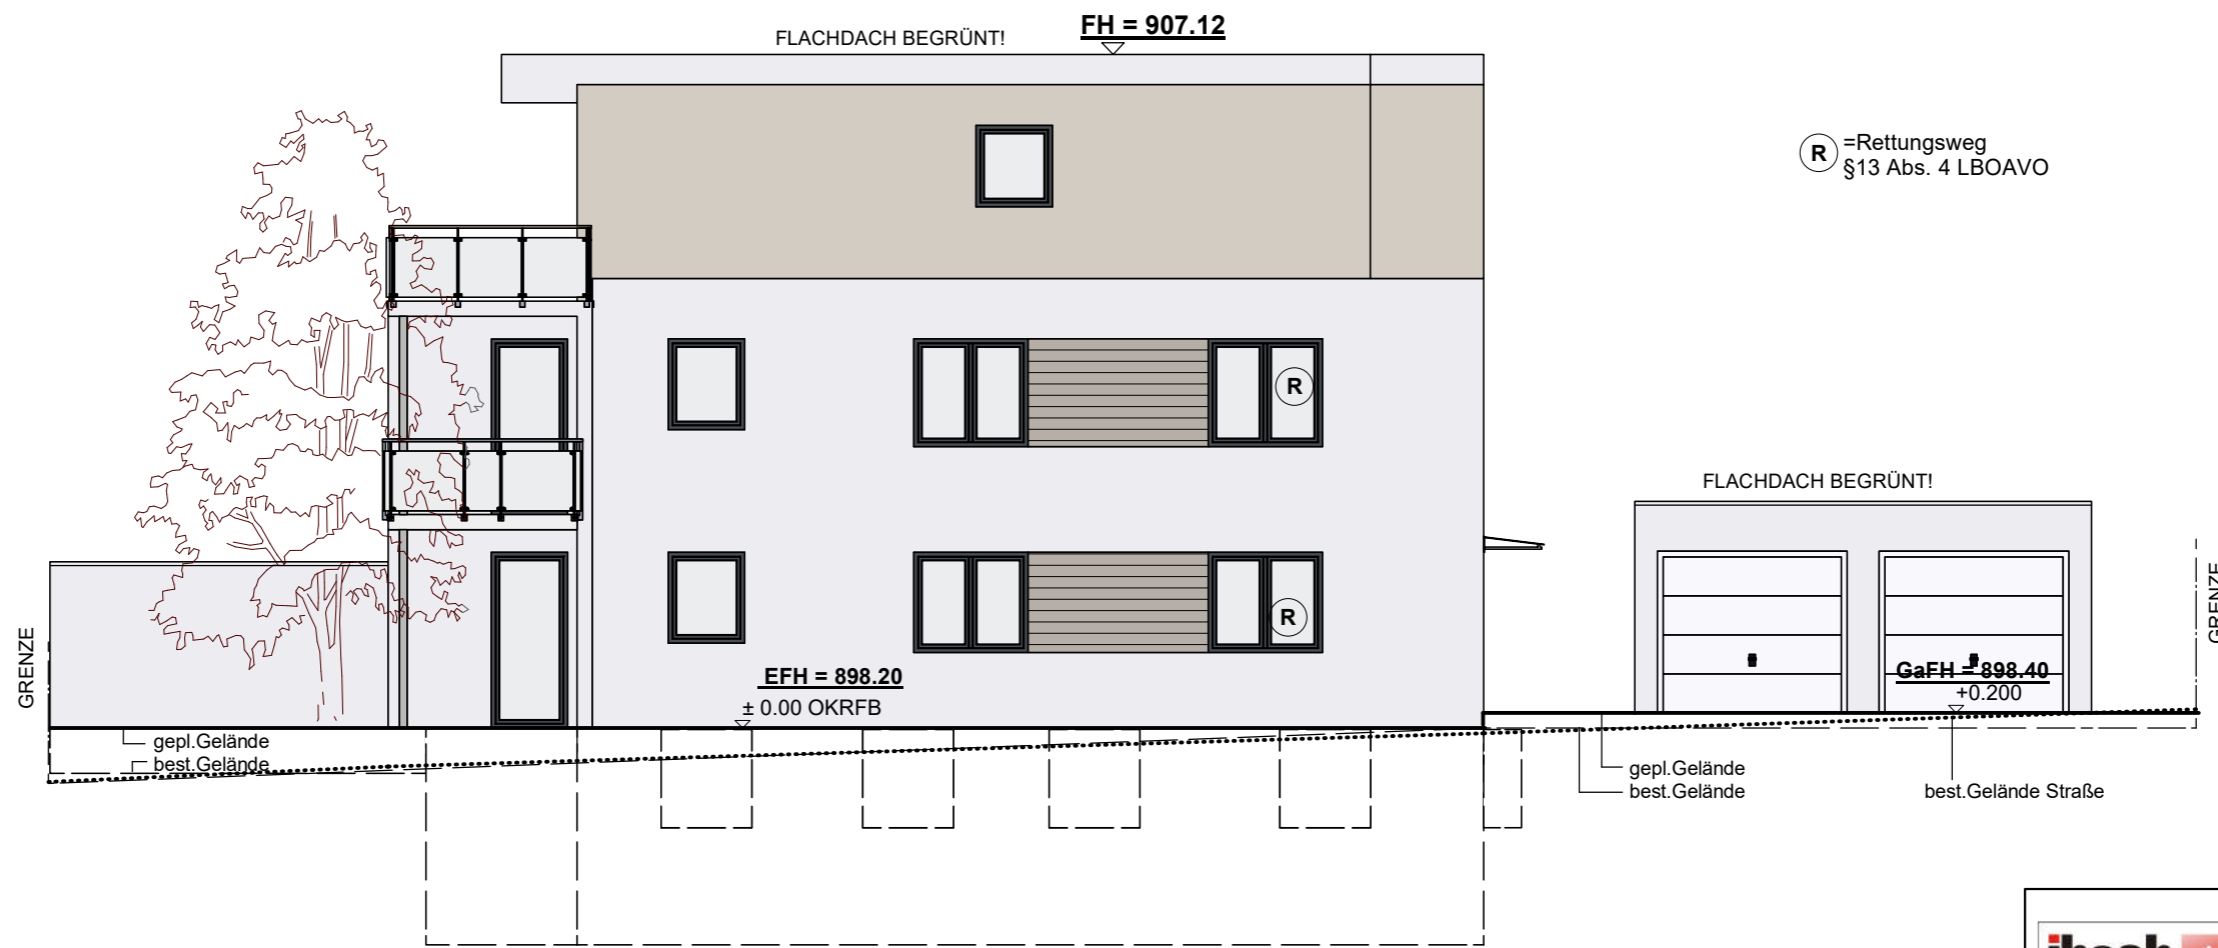 FLACHDACH BEGRÜNT!
FH = 907.12
R =Rettungsweg
§13 Abs. 4 LBOAVO
R
FLACHDACH BEGRÜNT!
R
GRENZE
GRENZE
EFH = 898.20
± 0.00 OKRFB
GaFH = 898.40
+0.200
gepl.Gelände
best.Gelände
gepl.Gelände
best.Gelände
best.Gelände Straße